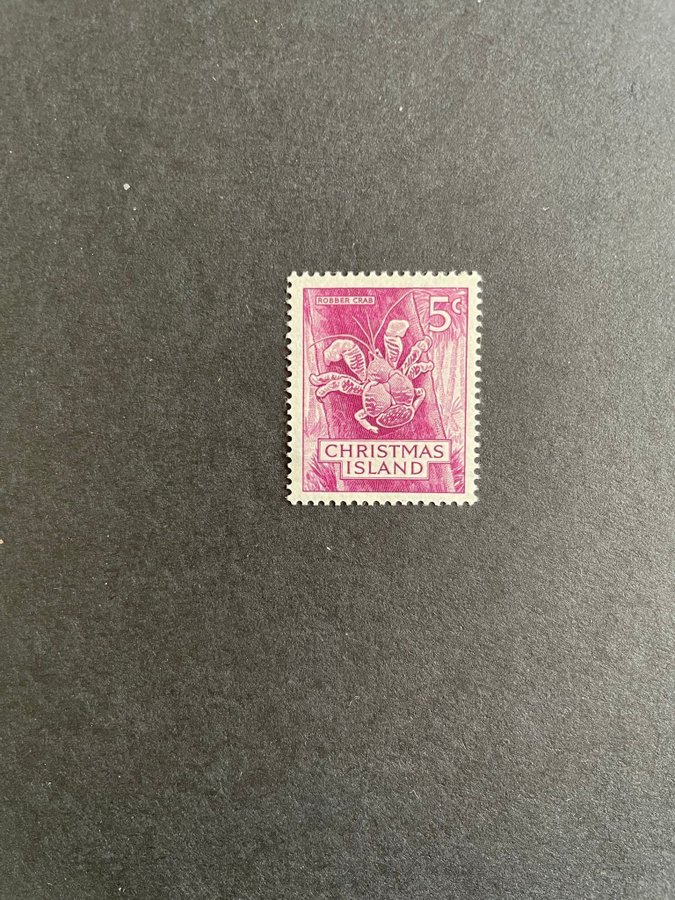 ROBBER CRAB
5c
CHRISTMAS
ISLAND